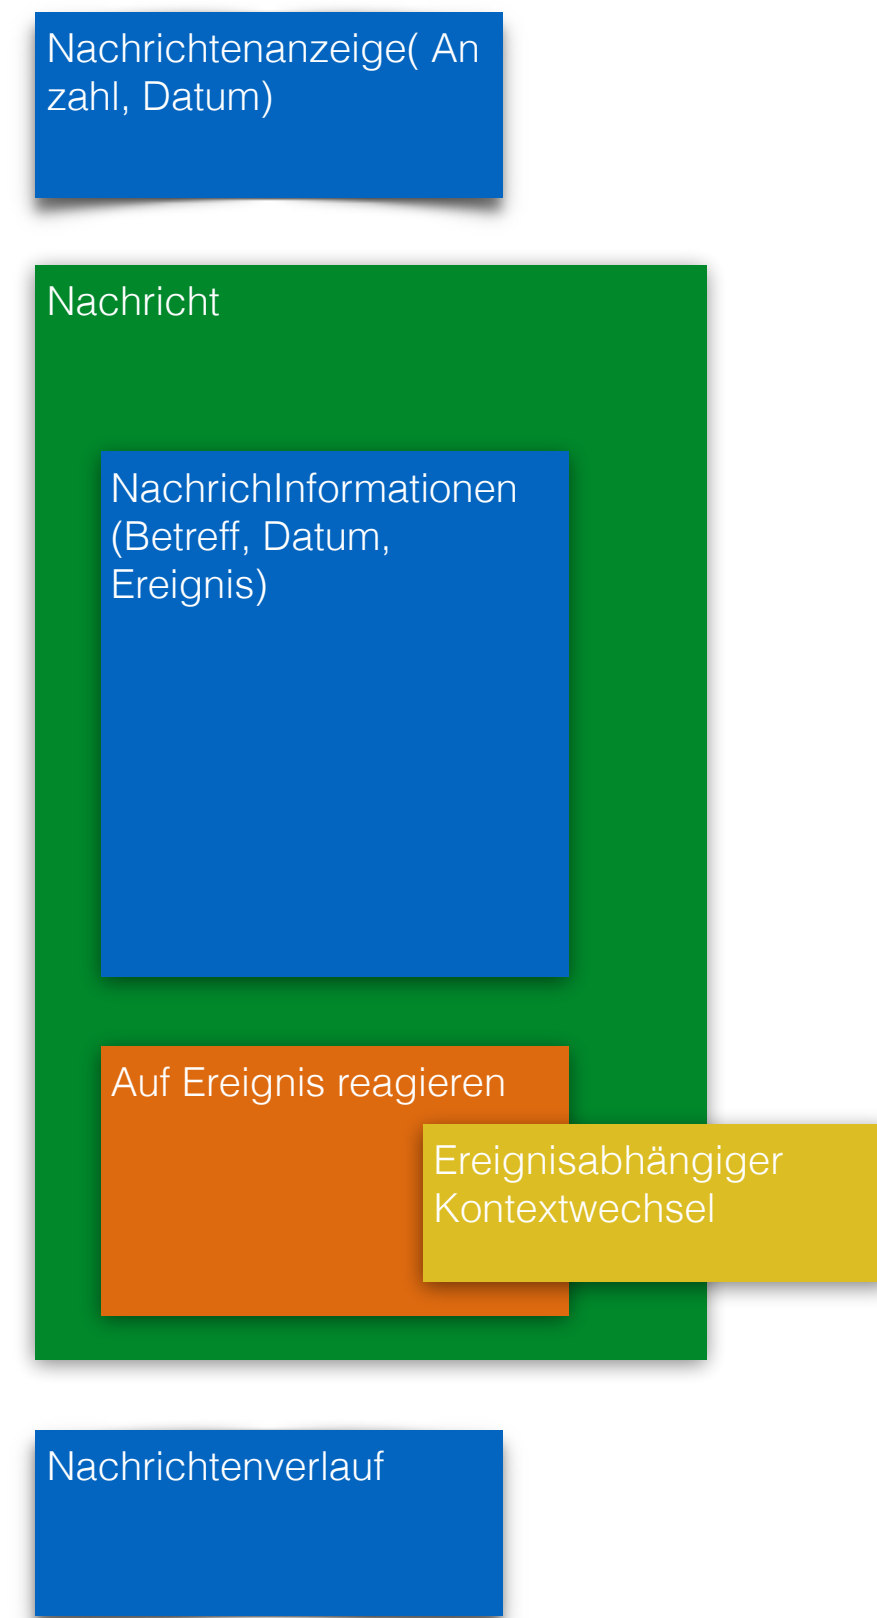 Nachrichtenanzeige( An
zahl, Datum)
Nachricht
NachrichInformationen
(Betreff, Datum,
Ereignis)
Auf Ereignis reagieren
Ereignisabhängiger
Kontextwechsel
Nachrichtenverlauf